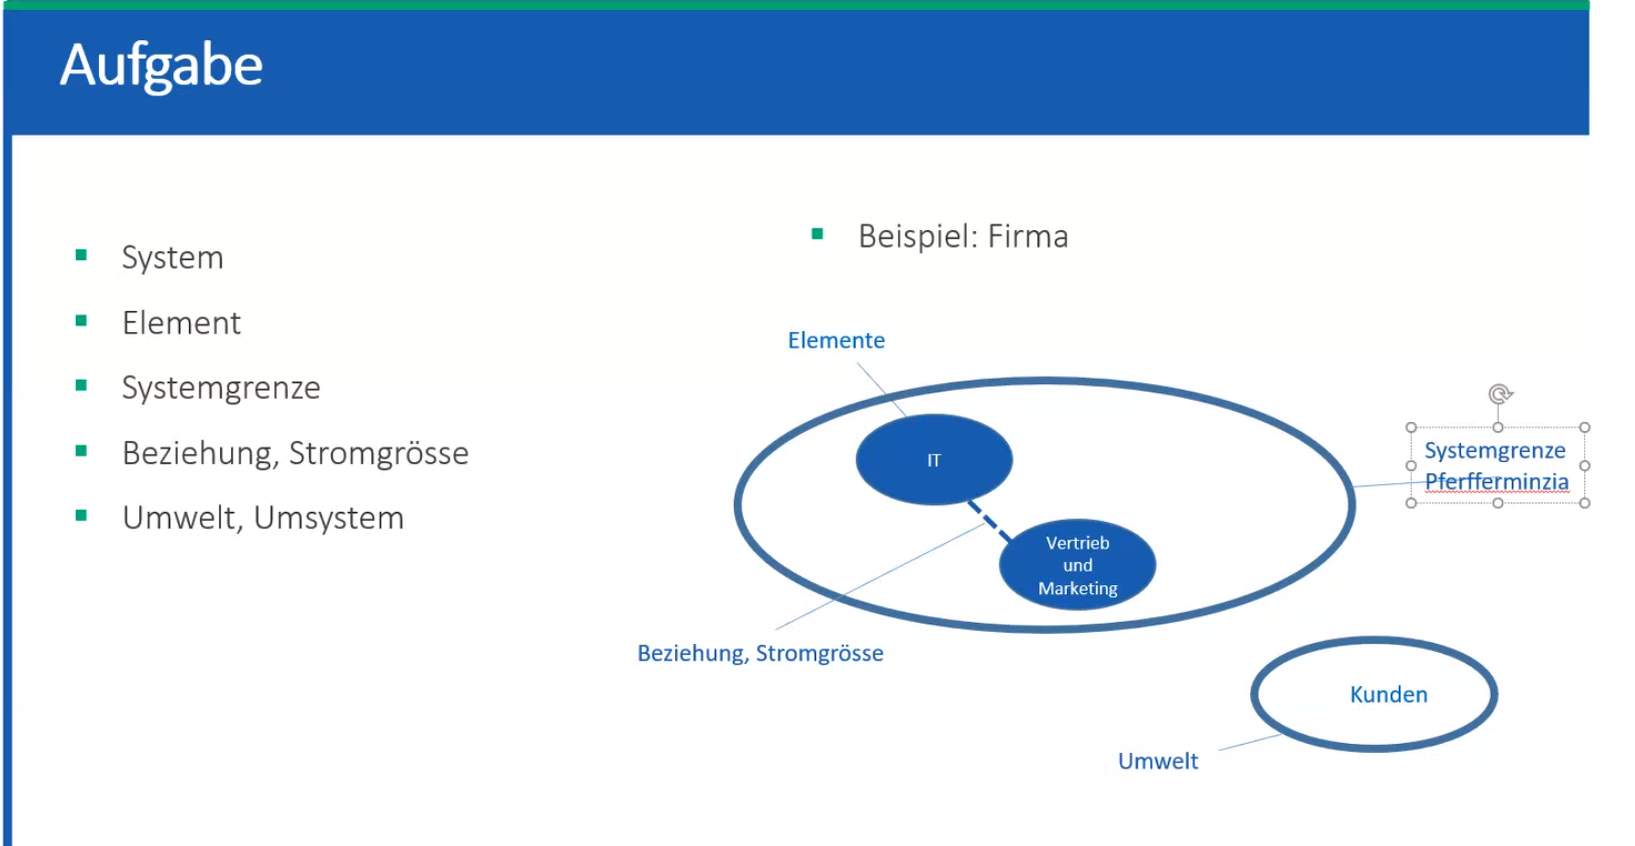 Aufgabe
System
Element
Systemgrenze
Beziehung, Stromgrösse
Umwelt, Umsystem
Beispiel: Firma
Elemente
IT
Vertrieb
und
Marketing
Systemgrenze
Pferfferminzia
Beziehung, Stromgrösse
Kunden
Umwelt